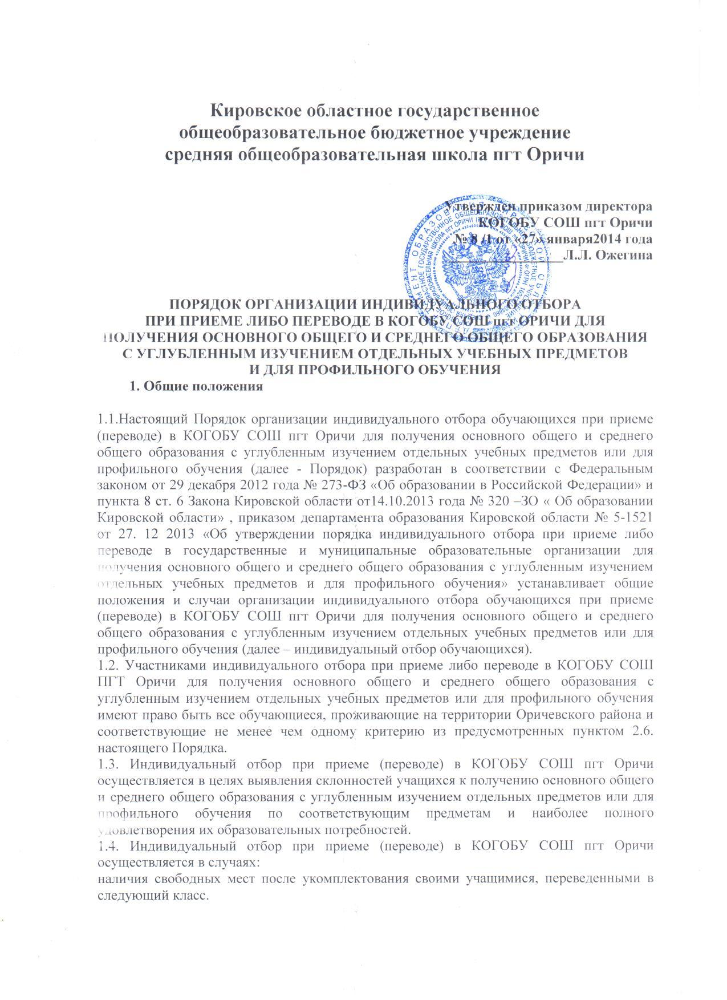 Кировское областное государственное
общеобразовательное бюджетное учреждение
средняя общеобразовательная школа пгт Оричи
Утвержден приказом директора
КОГОБУ СОШ пгт Оричи
№ 8 /1 от «27» января2014 года
Л.Л. Ожегина
ПОРЯДОК ОРГАНИЗАЦИИ ИНДИВИДУАЛЬНОГО ОТБОРА
ПРИ ПРИЕМЕ ЛИБО ПЕРЕВОДЕ В КОГОБУ СОШ пгт ОРИЧИ ДЛЯ
ПОЛУЧЕНИЯ ОСНОВНОГО ОБЩЕГО И СРЕДНЕГО ОБЩЕГО ОБРАЗОВАНИЯ
С УГЛУБЛЕННЫМ ИЗУЧЕНИЕМ ОТДЕЛЬНЫХ УЧЕБНЫХ ПРЕДМЕТОВ
И ДЛЯ ПРОФИЛЬНОГО ОБУЧЕНИЯ
1. Общие положения
1.1.Настоящий Порядок организации индивидуального отбора обучающихся при приеме
(переводе) в КОГОБУ СОШ пгт Оричи для получения основного общего и среднего
общего образования с углубленным изучением отдельных учебных предметов или для
профильного обучения (далее - Порядок) разработан в соответствии с Федеральным
законом от 29 декабря 2012 года № 273-ФЗ «Об образовании в Российской Федерации» и
пункта 8 ст. 6 Закона Кировской области от14.10.2013 года № 320 –ЗО « Об образовании
Кировской области» , приказом департамента образования Кировской области № 5-1521
от 27. 12 2013 «Об утверждении порядка индивидуального отбора при приеме либо
переводе в государственные и муниципальные образовательные организации для
получения основного общего и среднего общего образования с углубленным изучением
отдельных учебных предметов и для профильного обучения» устанавливает общие
положения и случаи организации индивидуального отбора обучающихся при приеме
(переводе) в КОГОБУ СОШ пгт Оричи для получения основного общего и среднего
общего образования с углубленным изучением отдельных учебных предметов или для
профильного обучения (далее – индивидуальный отбор обучающихся).
1.2. Участниками индивидуального отбора при приеме либо переводе в КОГОБУ СОШ
ПГТ Оричи для получения основного общего и среднего общего образования с
углубленным изучением отдельных учебных предметов или для профильного обучения
имеют право быть все обучающиеся, проживающие на территории Оричевского района и
соответствующие не менее чем одному критерию из предусмотренных пунктом 2.6.
настоящего Порядка.
1.3. Индивидуальный отбор при приеме (переводе) в КОГОБУ СОШ пгт Оричи
осуществляется в целях выявления склонностей учащихся к получению основного общего
и среднего общего образования с углубленным изучением отдельных предметов или для
профильного обучения по соответствующим предметам и наиболее полного
удовлетворения их образовательных потребностей.
1.4. Индивидуальный отбор при приеме (переводе) в КОГОБУ СОШ пгт Оричи
осуществляется в случаях:
наличия свободных мест после укомплектования своими учащимися, переведенными в
следующий класс.